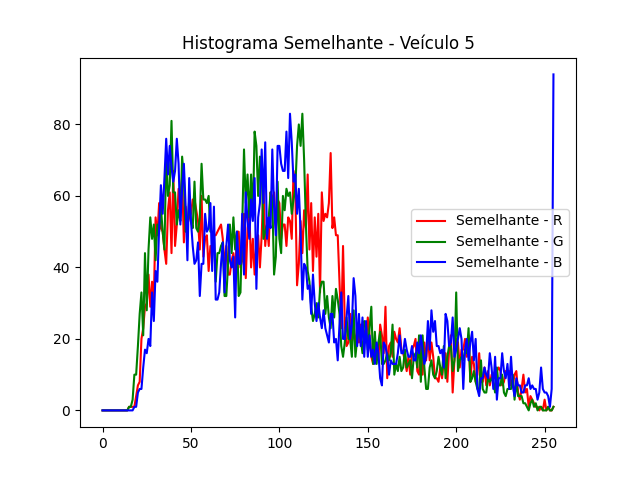 Histograma Semelhante - Veículo 5
80
60
40
20
0
Semelhante - R
Semelhante - G
Semelhante - B
0 50 100 150 200 250